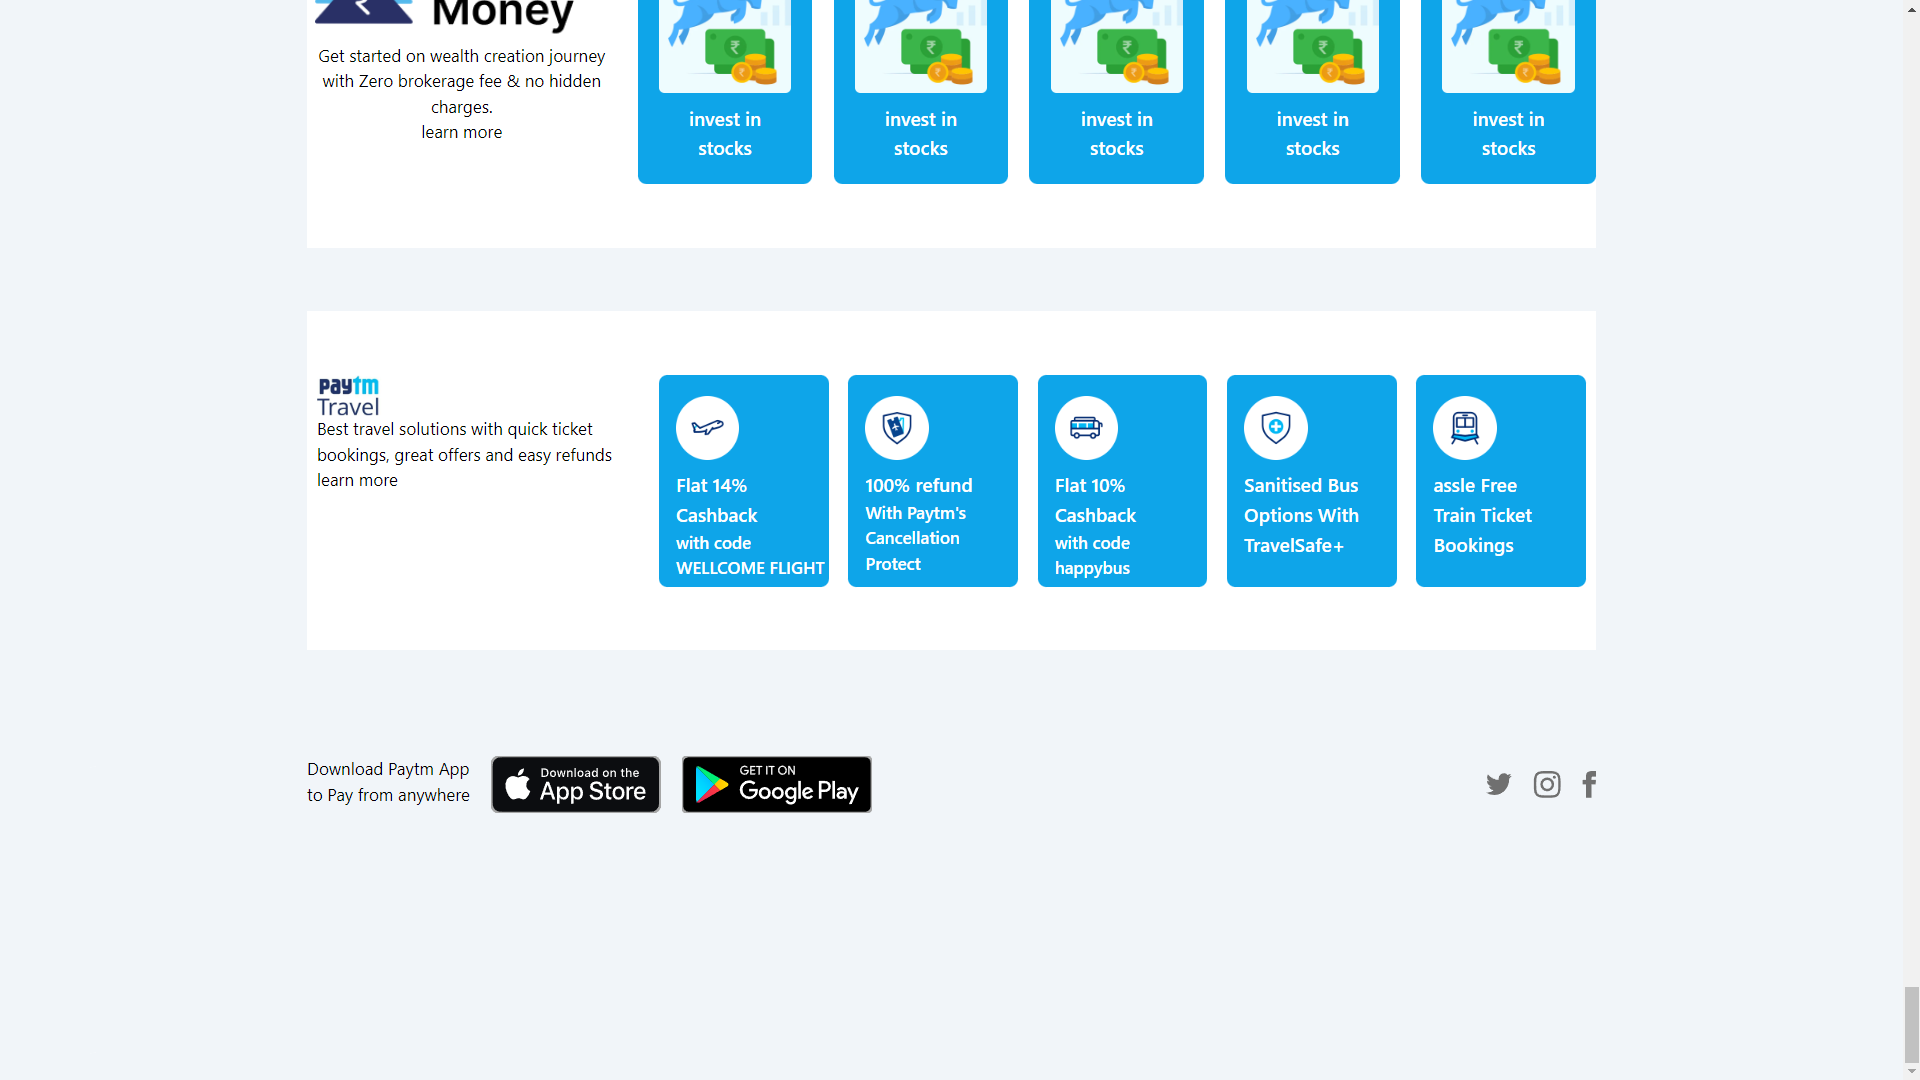 Money
Get started on wealth creation journey
with Zero brokerage fee & no hidden
charges.
learn more
invest in
stocks
invest in
stocks
invest in
stocks
invest in
stocks
invest in
stocks
paytm
Travel
Best travel solutions with quick ticket
bookings, great offers and easy refunds
learn more
Flat 14%
Cashback
with code
WELLCOME FLIGHT
100% refund
With Paytm's
Cancellation
Protect
Flat 10%
Cashback
with code
happybus
Sanitised Bus
Options With
TravelSafe+
assle Free
Train Ticket
Bookings
Download Paytm App
to Pay from anywhere
Download on the
App Store
GET IT ON
Google Play